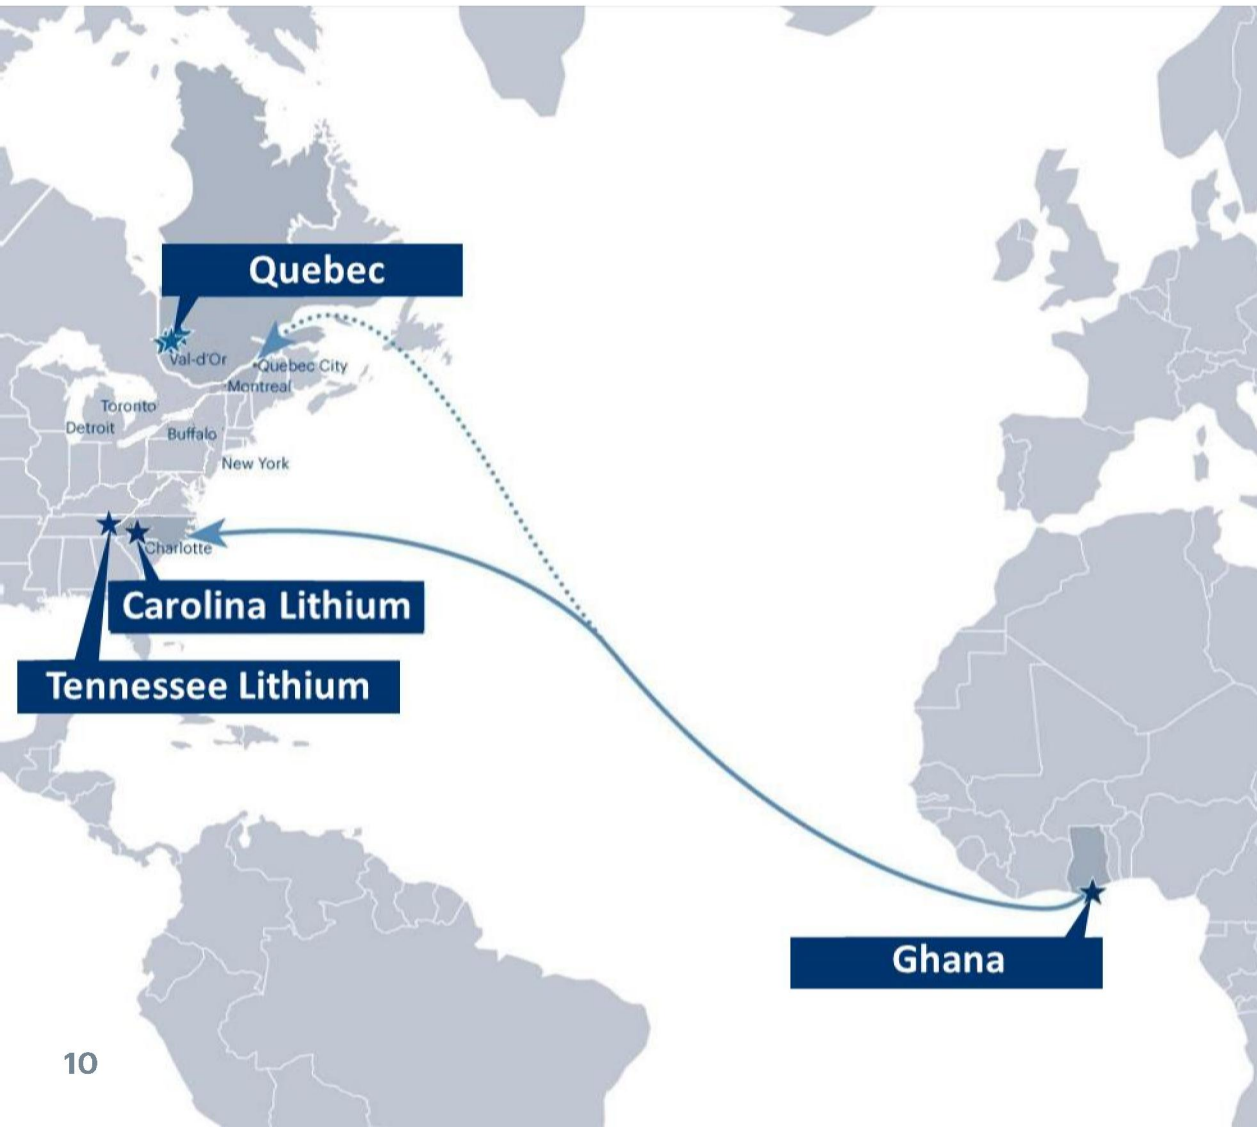 Quebec
Val-d'Or
Quebec City
Montreal
Toronto
Detroit
Buffalo
New York
Charlotte
Carolina Lithium
Tennessee Lithium
Ghana
10